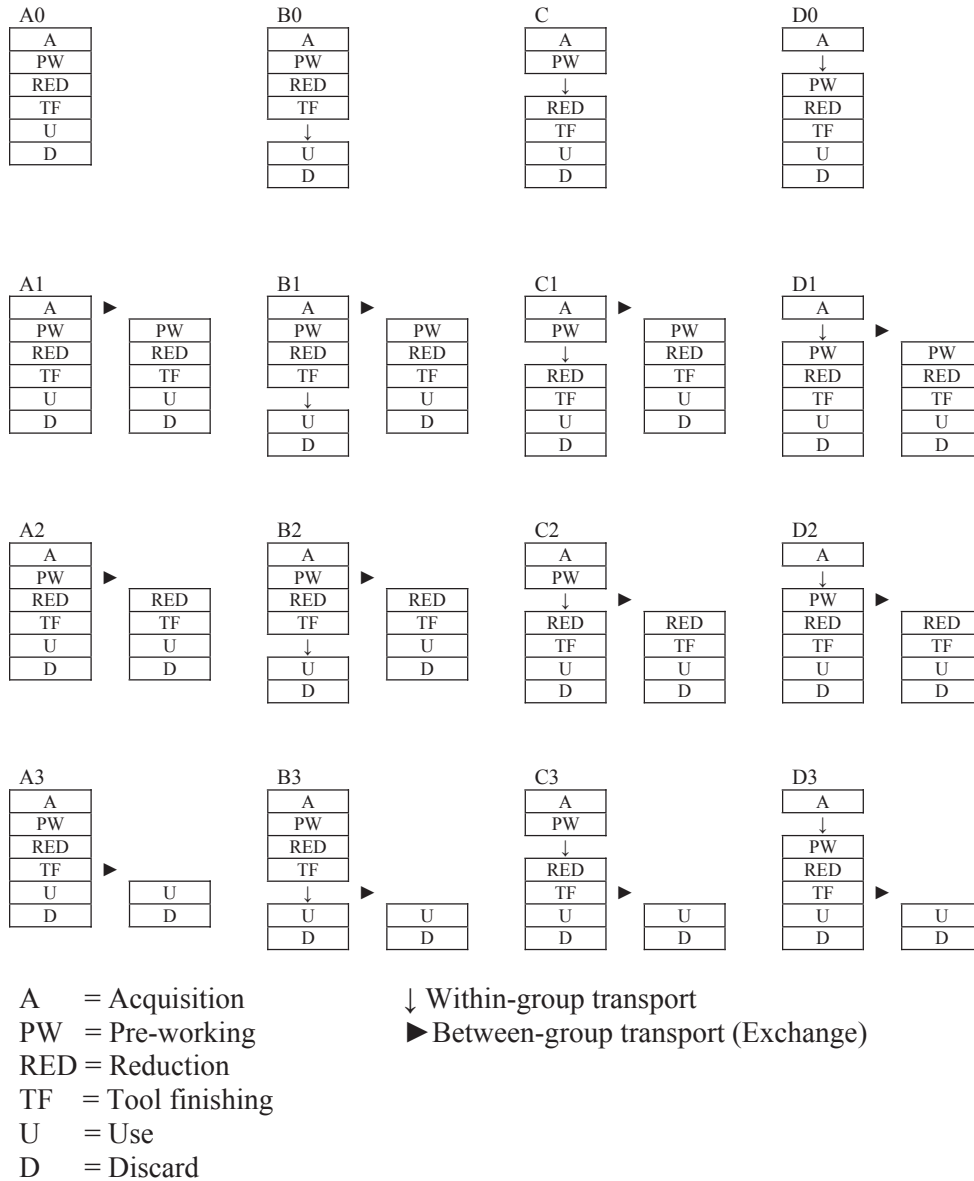 A0 B0 C D0
A A A A
PW PW PW ↓
RED RED ↓ PW
TF TF RED RED
U ↓ TF TF
D U U U
D D D
A1 B1 C1 D1
A ► A ► A ► A
PW PW PW PW PW PW ↓ ►
RED RED RED RED ↓ RED PW PW
TF TF TF TF RED TF RED RED
U U ↓ U TF U TF TF
D D U D U D U U
D D D D
A2 B2 C2 D2
A A A A
PW ► PW ► PW ↓
RED RED RED RED ↓ ► PW ►
TF TF TF TF RED RED RED RED
U U ↓ U TF TF TF TF
D D U D U U U U
D D D D D
A3 B3 C3 D3
A A A A
PW PW PW ↓
RED RED ↓ PW
TF ► TF RED RED
U U ↓ ► TF ► TF ►
D D U U U U U U
D D D D D D
A = Acquisition ↓ Within-group transport
PW = Pre-working ►Between-group transport (Exchange)
RED = Reduction
TF = Tool finishing
U = Use
D = Discard